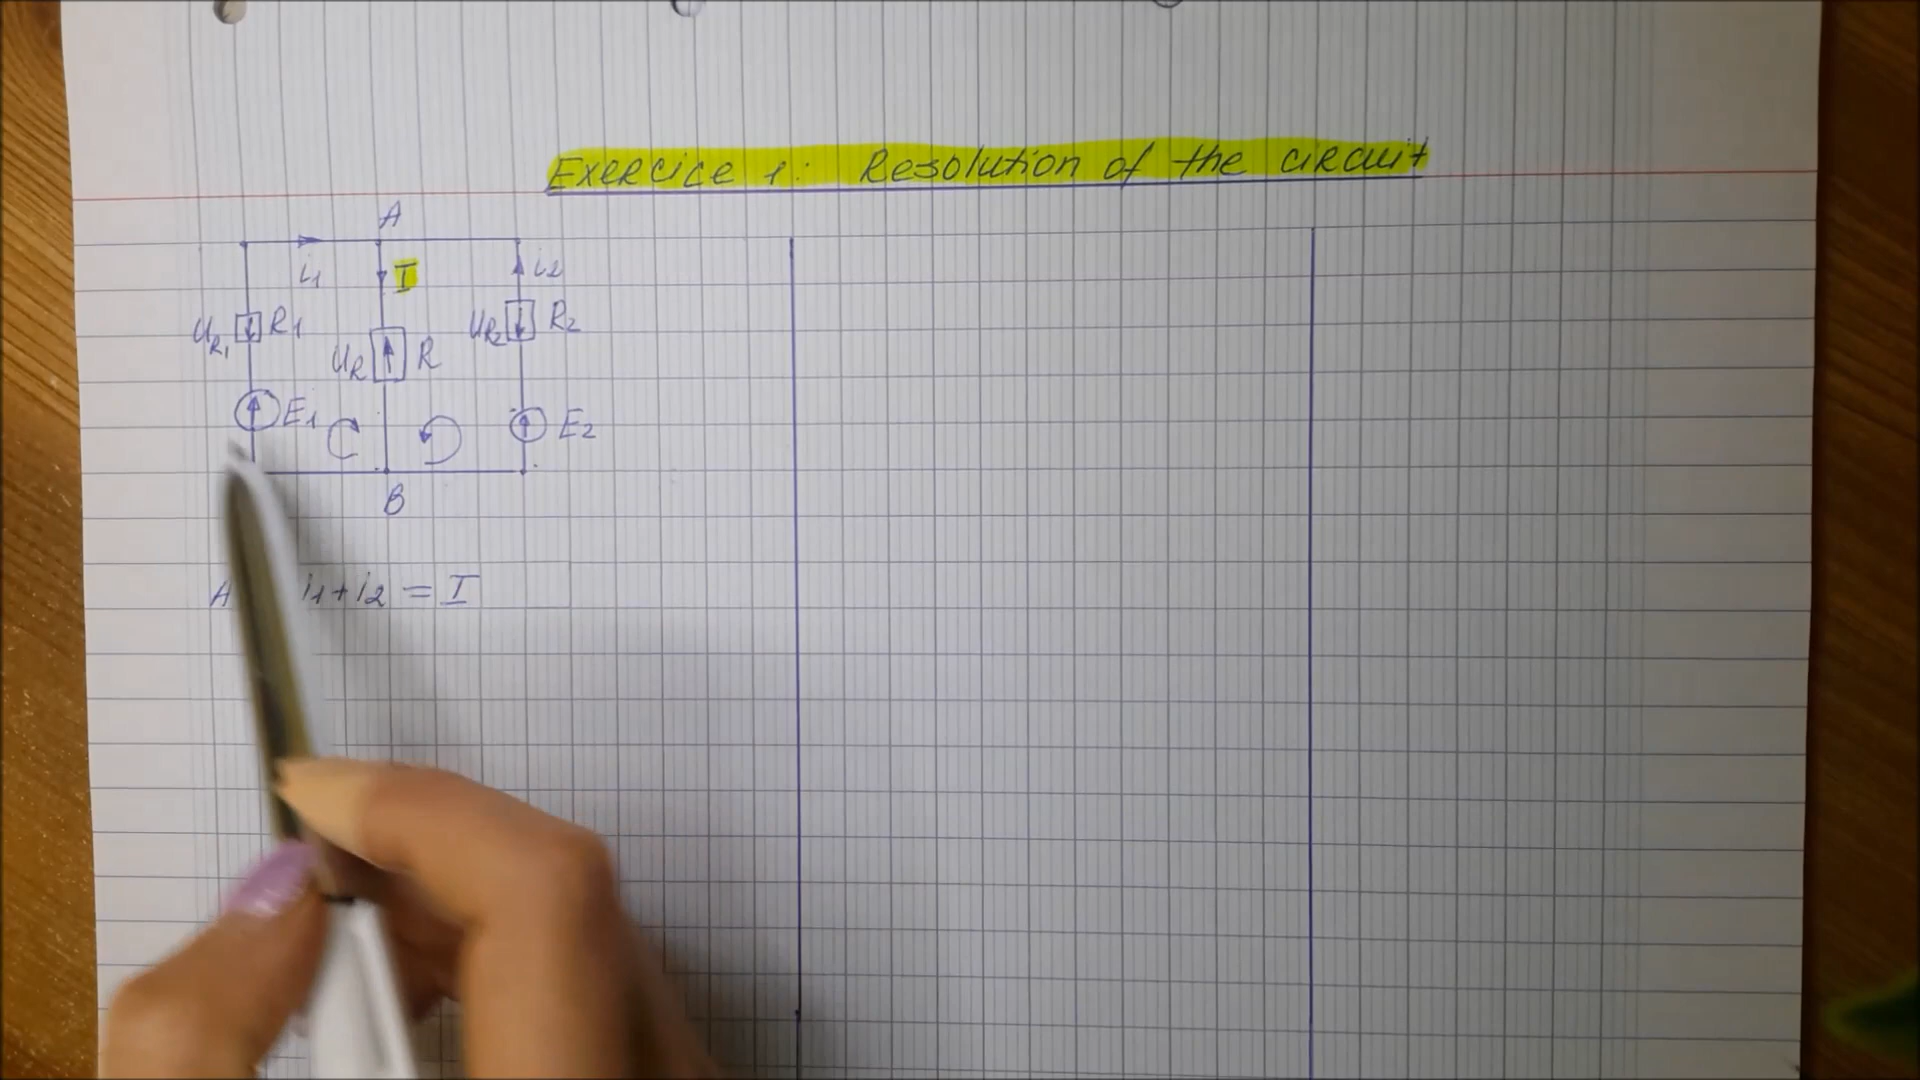 Exercice 1: Resolution of the circuit
A
i1 I i2
UR1 R1 UR R UR2 R2
E1 E2
B
A i1+i2 = I